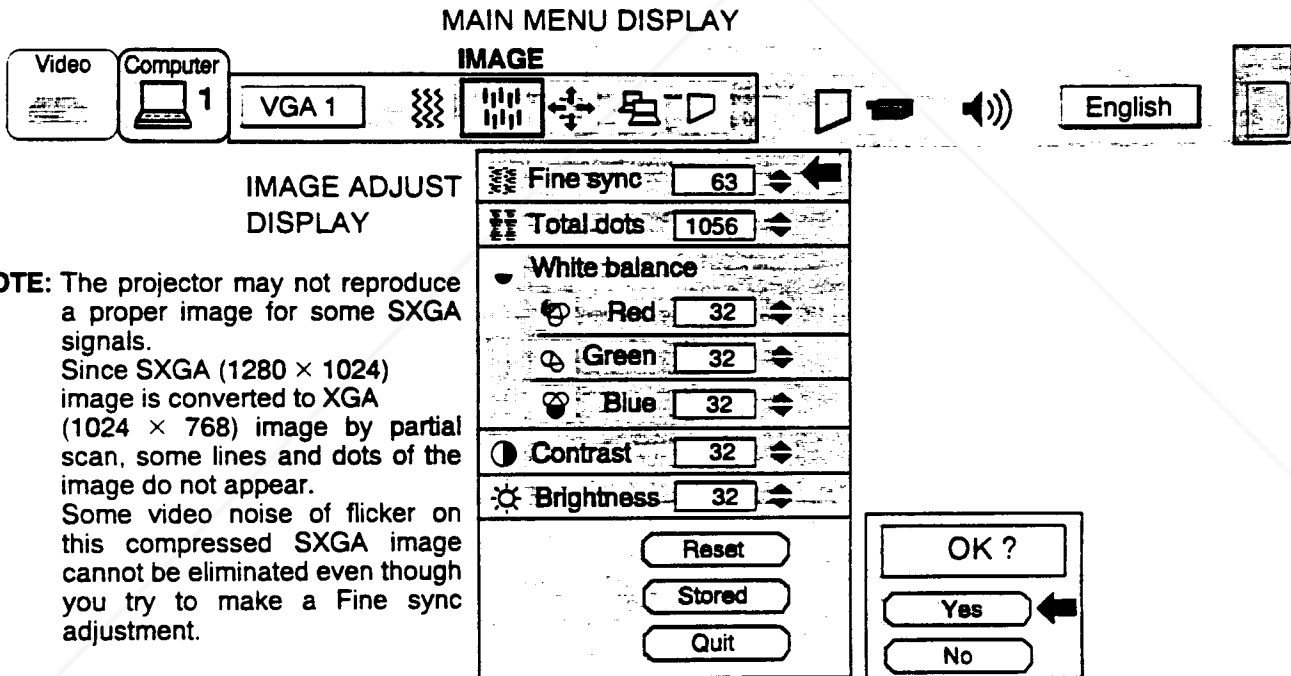 MAIN MENU DISPLAY
Video
Computer
1
VGA 1
IMAGE
English
IMAGE ADJUST
DISPLAY
Fine sync 63
Total dots 1056
White balance
Red 32
Green 32
Blue 32
Contrast 32
Brightness 32
Reset
Stored
Quit
OK ?
Yes
No
OTE: The projector may not reproduce
a proper image for some SXGA
signals.
Since SXGA (1280 × 1024)
image is converted to XGA
(1024 × 768) image by partial
scan, some lines and dots of the
image do not appear.
Some video noise of flicker on
this compressed SXGA image
cannot be eliminated even though
you try to make a Fine sync
adjustment.